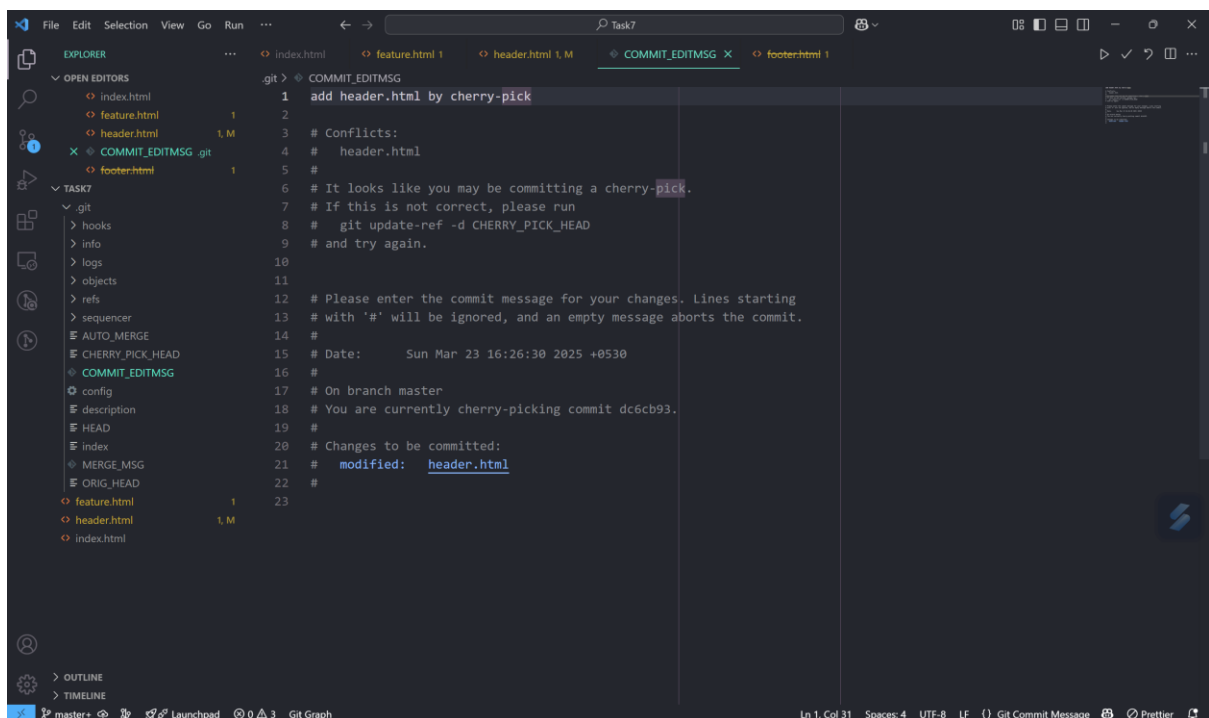 File Edit Selection View Go Run ...
Task7
EXPLORER ...
OPEN EDITORS
index.html
feature.html 1
header.html 1, M
COMMIT_EDITMSG .git
footer.html 1
TASK7
.git
hooks
info
logs
objects
refs
sequencer
AUTO_MERGE
CHERRY_PICK_HEAD
COMMIT_EDITMSG
config
description
HEAD
index
MERGE_MSG
ORIG_HEAD
feature.html 1
header.html 1, M
index.html
OUTLINE
TIMELINE
index.html feature.html 1 header.html 1, M COMMIT_EDITMSG footer.html 1
.git > COMMIT_EDITMSG
1 add header.html by cherry-pick
2
3 # Conflicts:
4 # header.html
5 #
6 # It looks like you may be committing a cherry-pick.
7 # If this is not correct, please run
8 # git update-ref -d CHERRY_PICK_HEAD
9 # and try again.
10
11
12 # Please enter the commit message for your changes. Lines starting
13 # with '#' will be ignored, and an empty message aborts the commit.
14 #
15 # Date: Sun Mar 23 16:26:30 2025 +0530
16 #
17 # On branch master
18 # You are currently cherry-picking commit dc6cb93.
19 #
20 # Changes to be committed:
21 # modified: header.html
22 #
23
1
master+ Launchpad 0 3 Git Graph Ln 1, Col 31 Spaces: 4 UTF-8 LF {} Git Commit Message Prettier